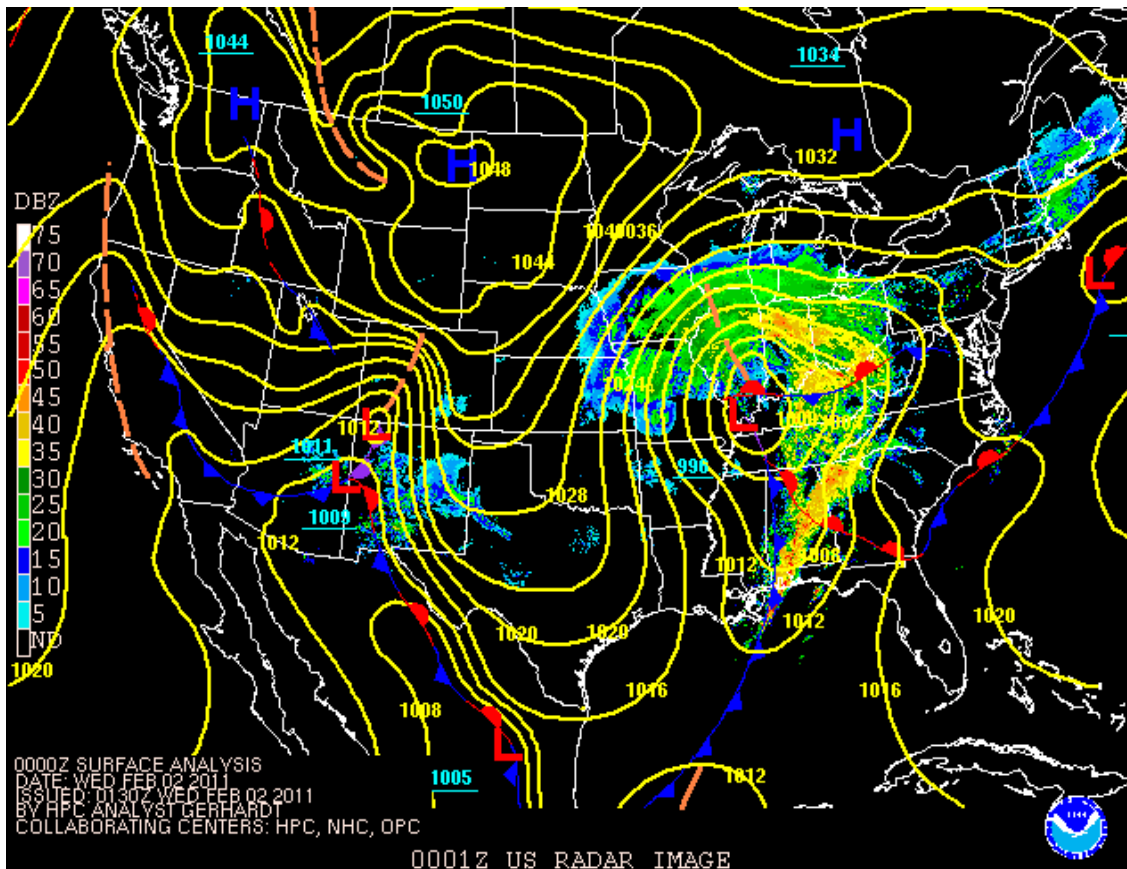 1044
1034
1050
H
H
1032
H
1048
DBZ
75
70
65
60
55
50
45
40
35
30
25
20
15
10
5
ND
1044
L
1012
L
L
1011
L
996
1028
1009
1012
1008
1012
1012
1020
1020
1020
1020
1016
1016
1008
L
1012
1005
0000Z SURFACE ANALYSIS
DATE: WED FEB 02 2011
ISSUED: 0130Z WED FEB 02 2011
BY HPC ANALYST GERHARDT
COLLABORATING CENTERS: HPC, NHC, OPC
0001Z US RADAR IMAGE